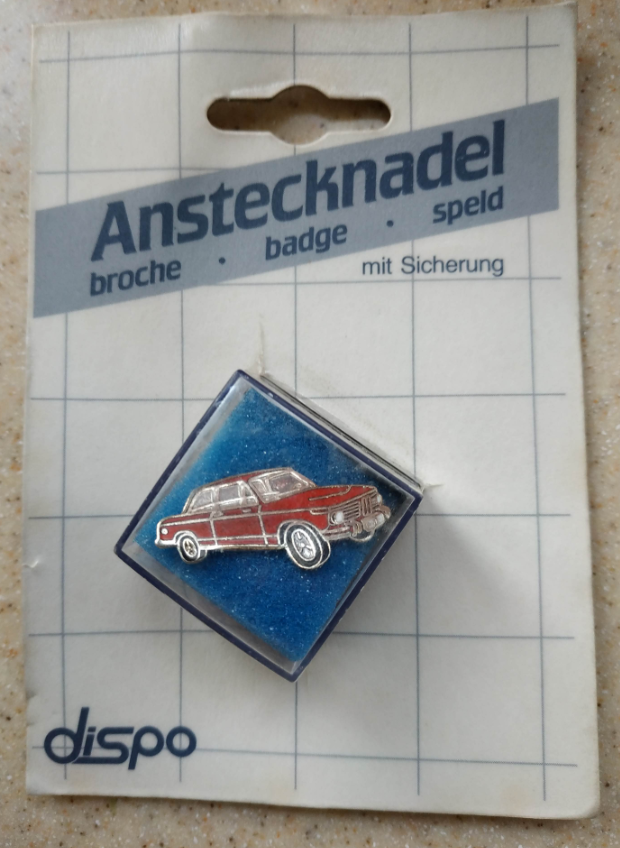 Anstecknadel
broche · badge · speld
mit Sicherung
dispo